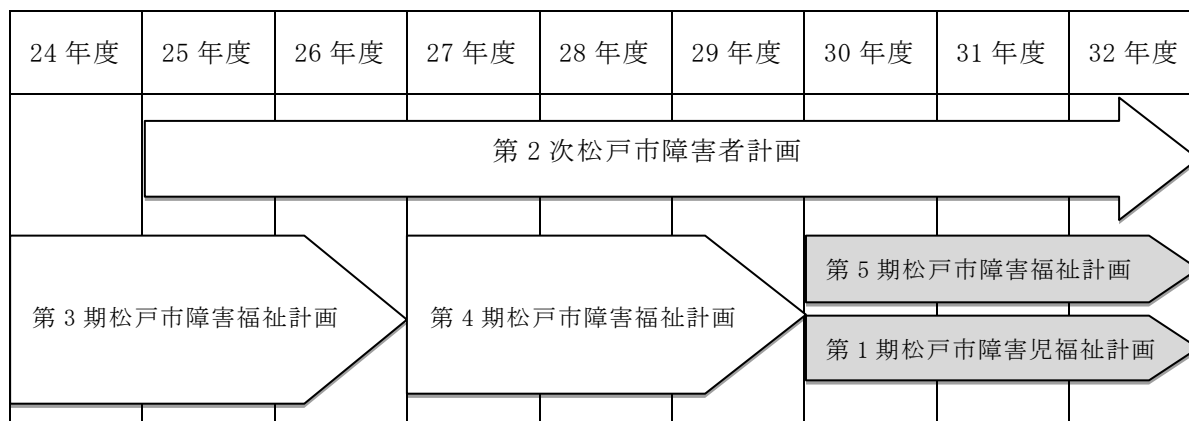 24 年度 25 年度 26 年度 27 年度 28 年度 29 年度 30 年度 31 年度 32 年度
第 2 次松戸市障害者計画
第 3 期松戸市障害福祉計画
第 4 期松戸市障害福祉計画
第 5 期松戸市障害福祉計画
第 1 期松戸市障害児福祉計画